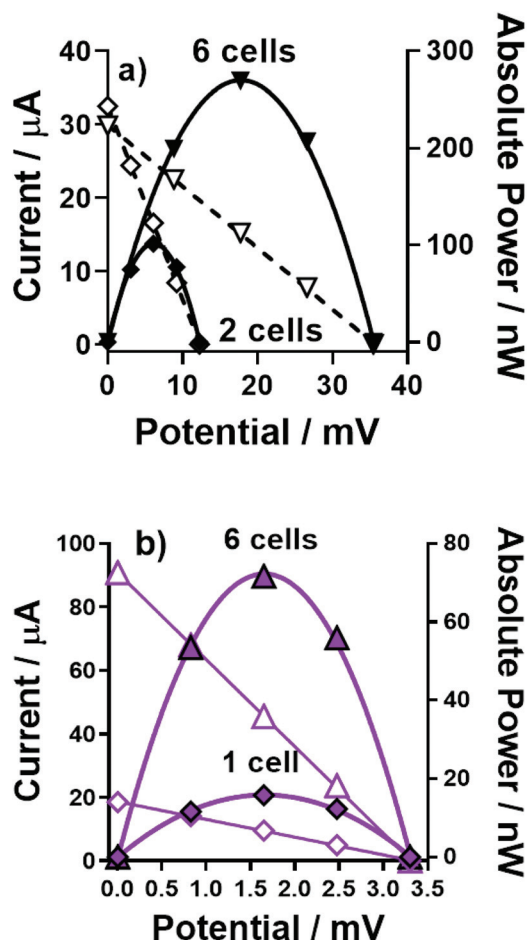 a)
6 cells
2 cells
40
30
20
10
0
300
200
100
0
0 10 20 30 40
Current / μA
Absolute Power / nW
Potential / mV
b)
6 cells
1 cell
100
80
60
40
20
0
80
60
40
20
0
0.0 0.5 1.0 1.5 2.0 2.5 3.0 3.5
Current / μA
Absolute Power / nW
Potential / mV